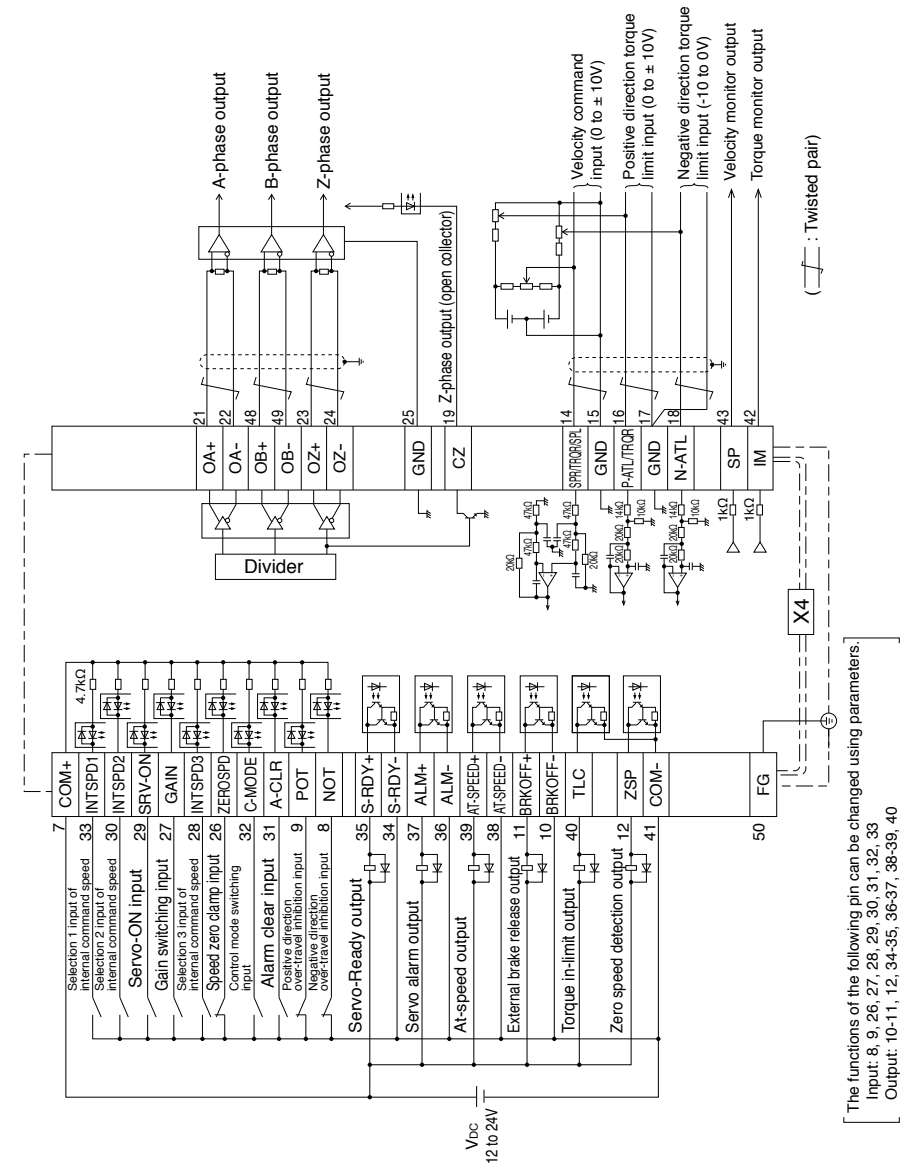 7
COM+
4.7kΩ
Selection 1 input of
internal command speed
33
INTSPD1
Selection 2 input of
internal command speed
30
INTSPD2
Servo-ON input
29
SRV-ON
Gain switching input
27
GAIN
Selection 3 input of
internal command speed
28
INTSPD3
Speed zero clamp input
26
ZEROSPD
Control mode switching
input
32
C-MODE
Alarm clear input
31
A-CLR
Positive direction
over-travel inhibition input
9
POT
Negative direction
over-travel inhibition input
8
NOT
Servo-Ready output
35
S-RDY+
34
S-RDY-
Servo alarm output
37
ALM+
36
ALM-
At-speed output
39
AT-SPEED+
38
AT-SPEED-
External brake release output
11
BRKOFF+
10
BRKOFF-
Torque in-limit output
40
TLC
Zero speed detection output
12
ZSP
41
COM-
50
FG
VDC
12 to 24V
X4
Divider
OA+
21
OA-
22
A-phase output
OB+
48
OB-
49
B-phase output
OZ+
23
OZ-
24
Z-phase output
GND
25
CZ
19
Z-phase output (open collector)
SPR/TRQR/SPL
14
GND
15
Velocity command
input (0 to ± 10V)
P-ATL/TRQR
16
GND
17
Positive direction torque
limit input (0 to ± 10V)
N-ATL
18
Negative direction torque
limit input (-10 to 0V)
SP
43
Velocity monitor output
IM
42
Torque monitor output
20kΩ
47kΩ
47kΩ
47kΩ
47kΩ
20kΩ
20kΩ
14kΩ
10kΩ
20kΩ
14kΩ
10kΩ
1kΩ
1kΩ
( : Twisted pair)
The functions of the following pin can be changed using parameters.
Input: 8, 9, 26, 27, 28, 29, 30, 31, 32, 33
Output: 10-11, 12, 34-35, 36-37, 38-39, 40